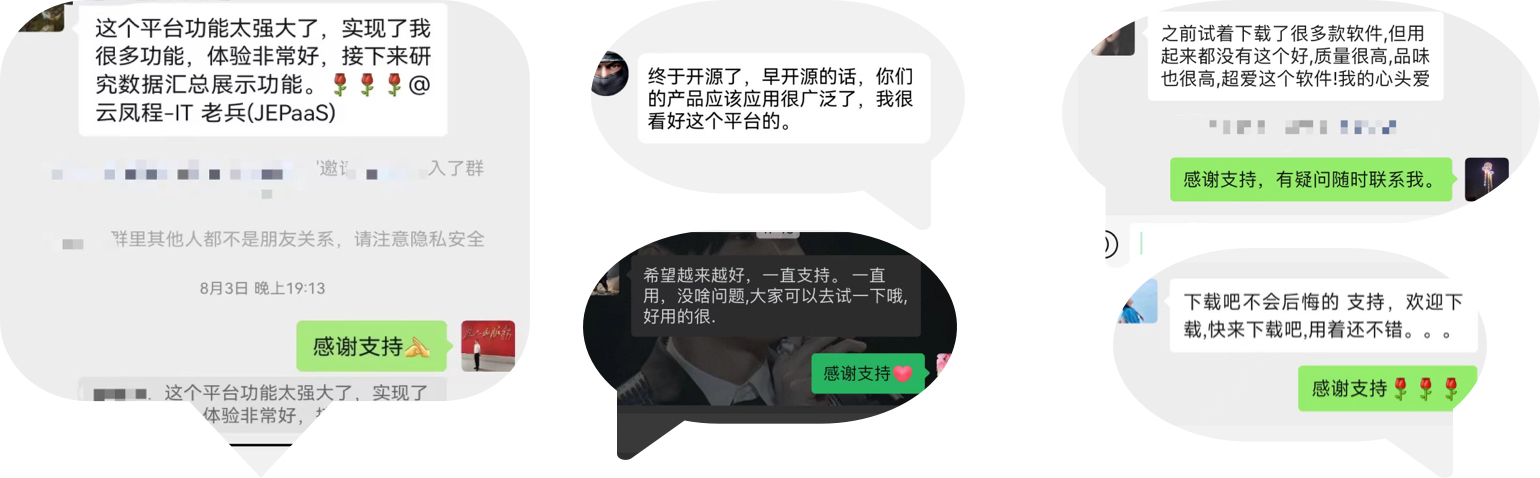 这个平台功能太强大了，实现了我
很多功能，体验非常好，接下来研
究数据汇总展示功能。🌹🌹🌹@
云凤程-IT 老兵(JEPaaS)
邀
入了群
群里其他人都不是朋友关系，请注意隐私安全
8月3日 晚上19:13
感谢支持
这个平台功能太强大了，实现了
体验非常好，
终于开源了，早开源的话，你们
的产品应该应用很广泛了，我很
看好这个平台的。
希望越来越好，一直支持。 一直
用，没啥问题,大家可以去试一下哦,
好用的很.
感谢支持
之前试着下载了很多款软件,但用
起来都没有这个好,质量很高,品味
也很高,超爱这个软件!我的心头爱
感谢支持，有疑问随时联系我。
下载吧不会后悔的 支持，欢迎下
载,快来下载吧,用着还不错。。。
感谢支持🌹🌹🌹